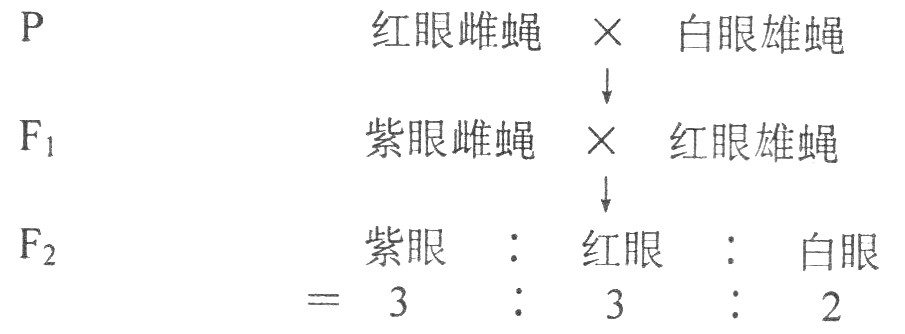 P 红眼雌蝇 × 白眼雄蝇
↓
F₁ 紫眼雌蝇 × 红眼雄蝇
↓
F₂ 紫眼 : 红眼 : 白眼
= 3 : 3 : 2